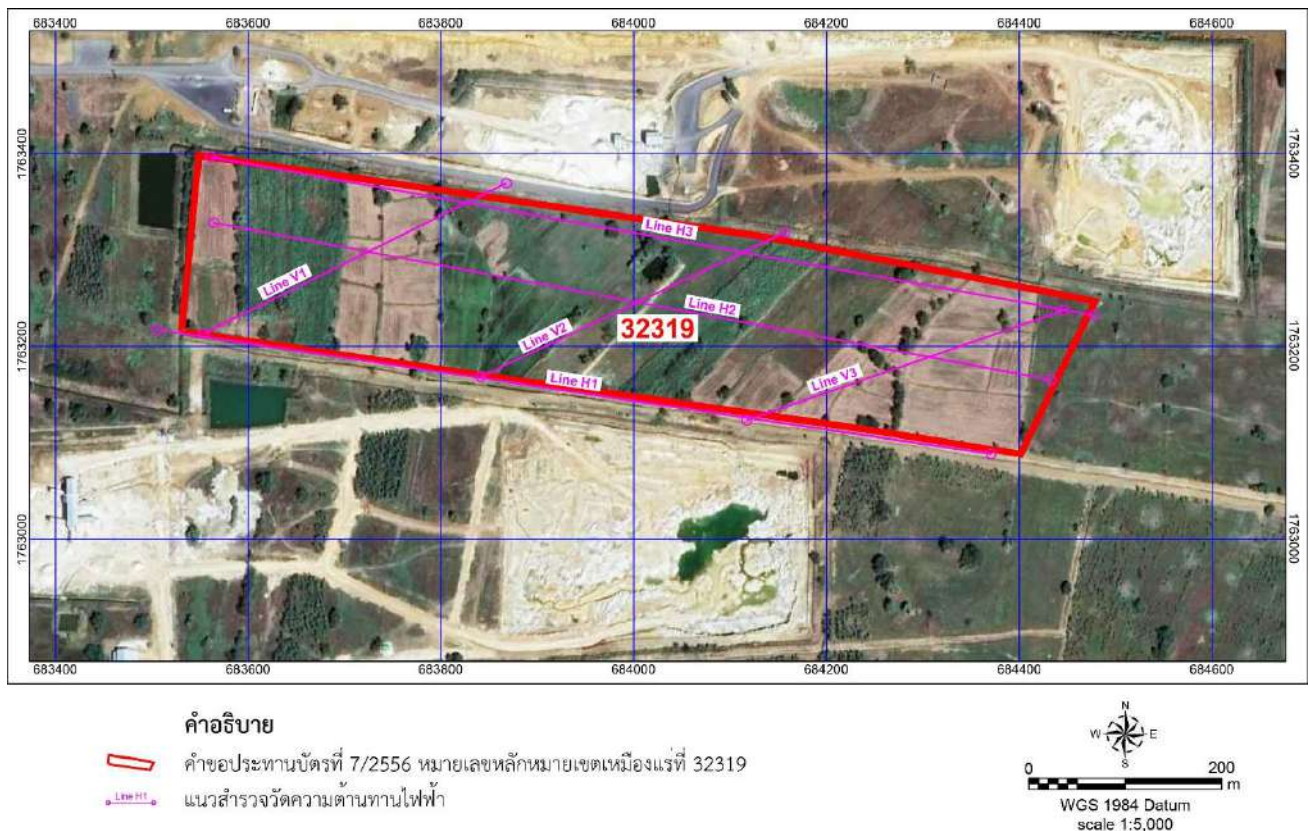 683400 683600 683800 684000 684200 684400 684600
1763400 1763400
Line H3
Line V1
Line H2
32319
Line V2
1763200 1763200
Line H1
Line V3
1763000 1763000
683400 683600 683800 684000 684200 684400 684600
คำอธิบาย
คำขอประทานบัตรที่ 7/2556 หมายเลขหลักหมายเขตเหมืองแร่ที่ 32319
Line H1 แนวสำรวจวัดความต้านทานไฟฟ้า
N
W E
S
0 200
m
WGS 1984 Datum
scale 1:5,000